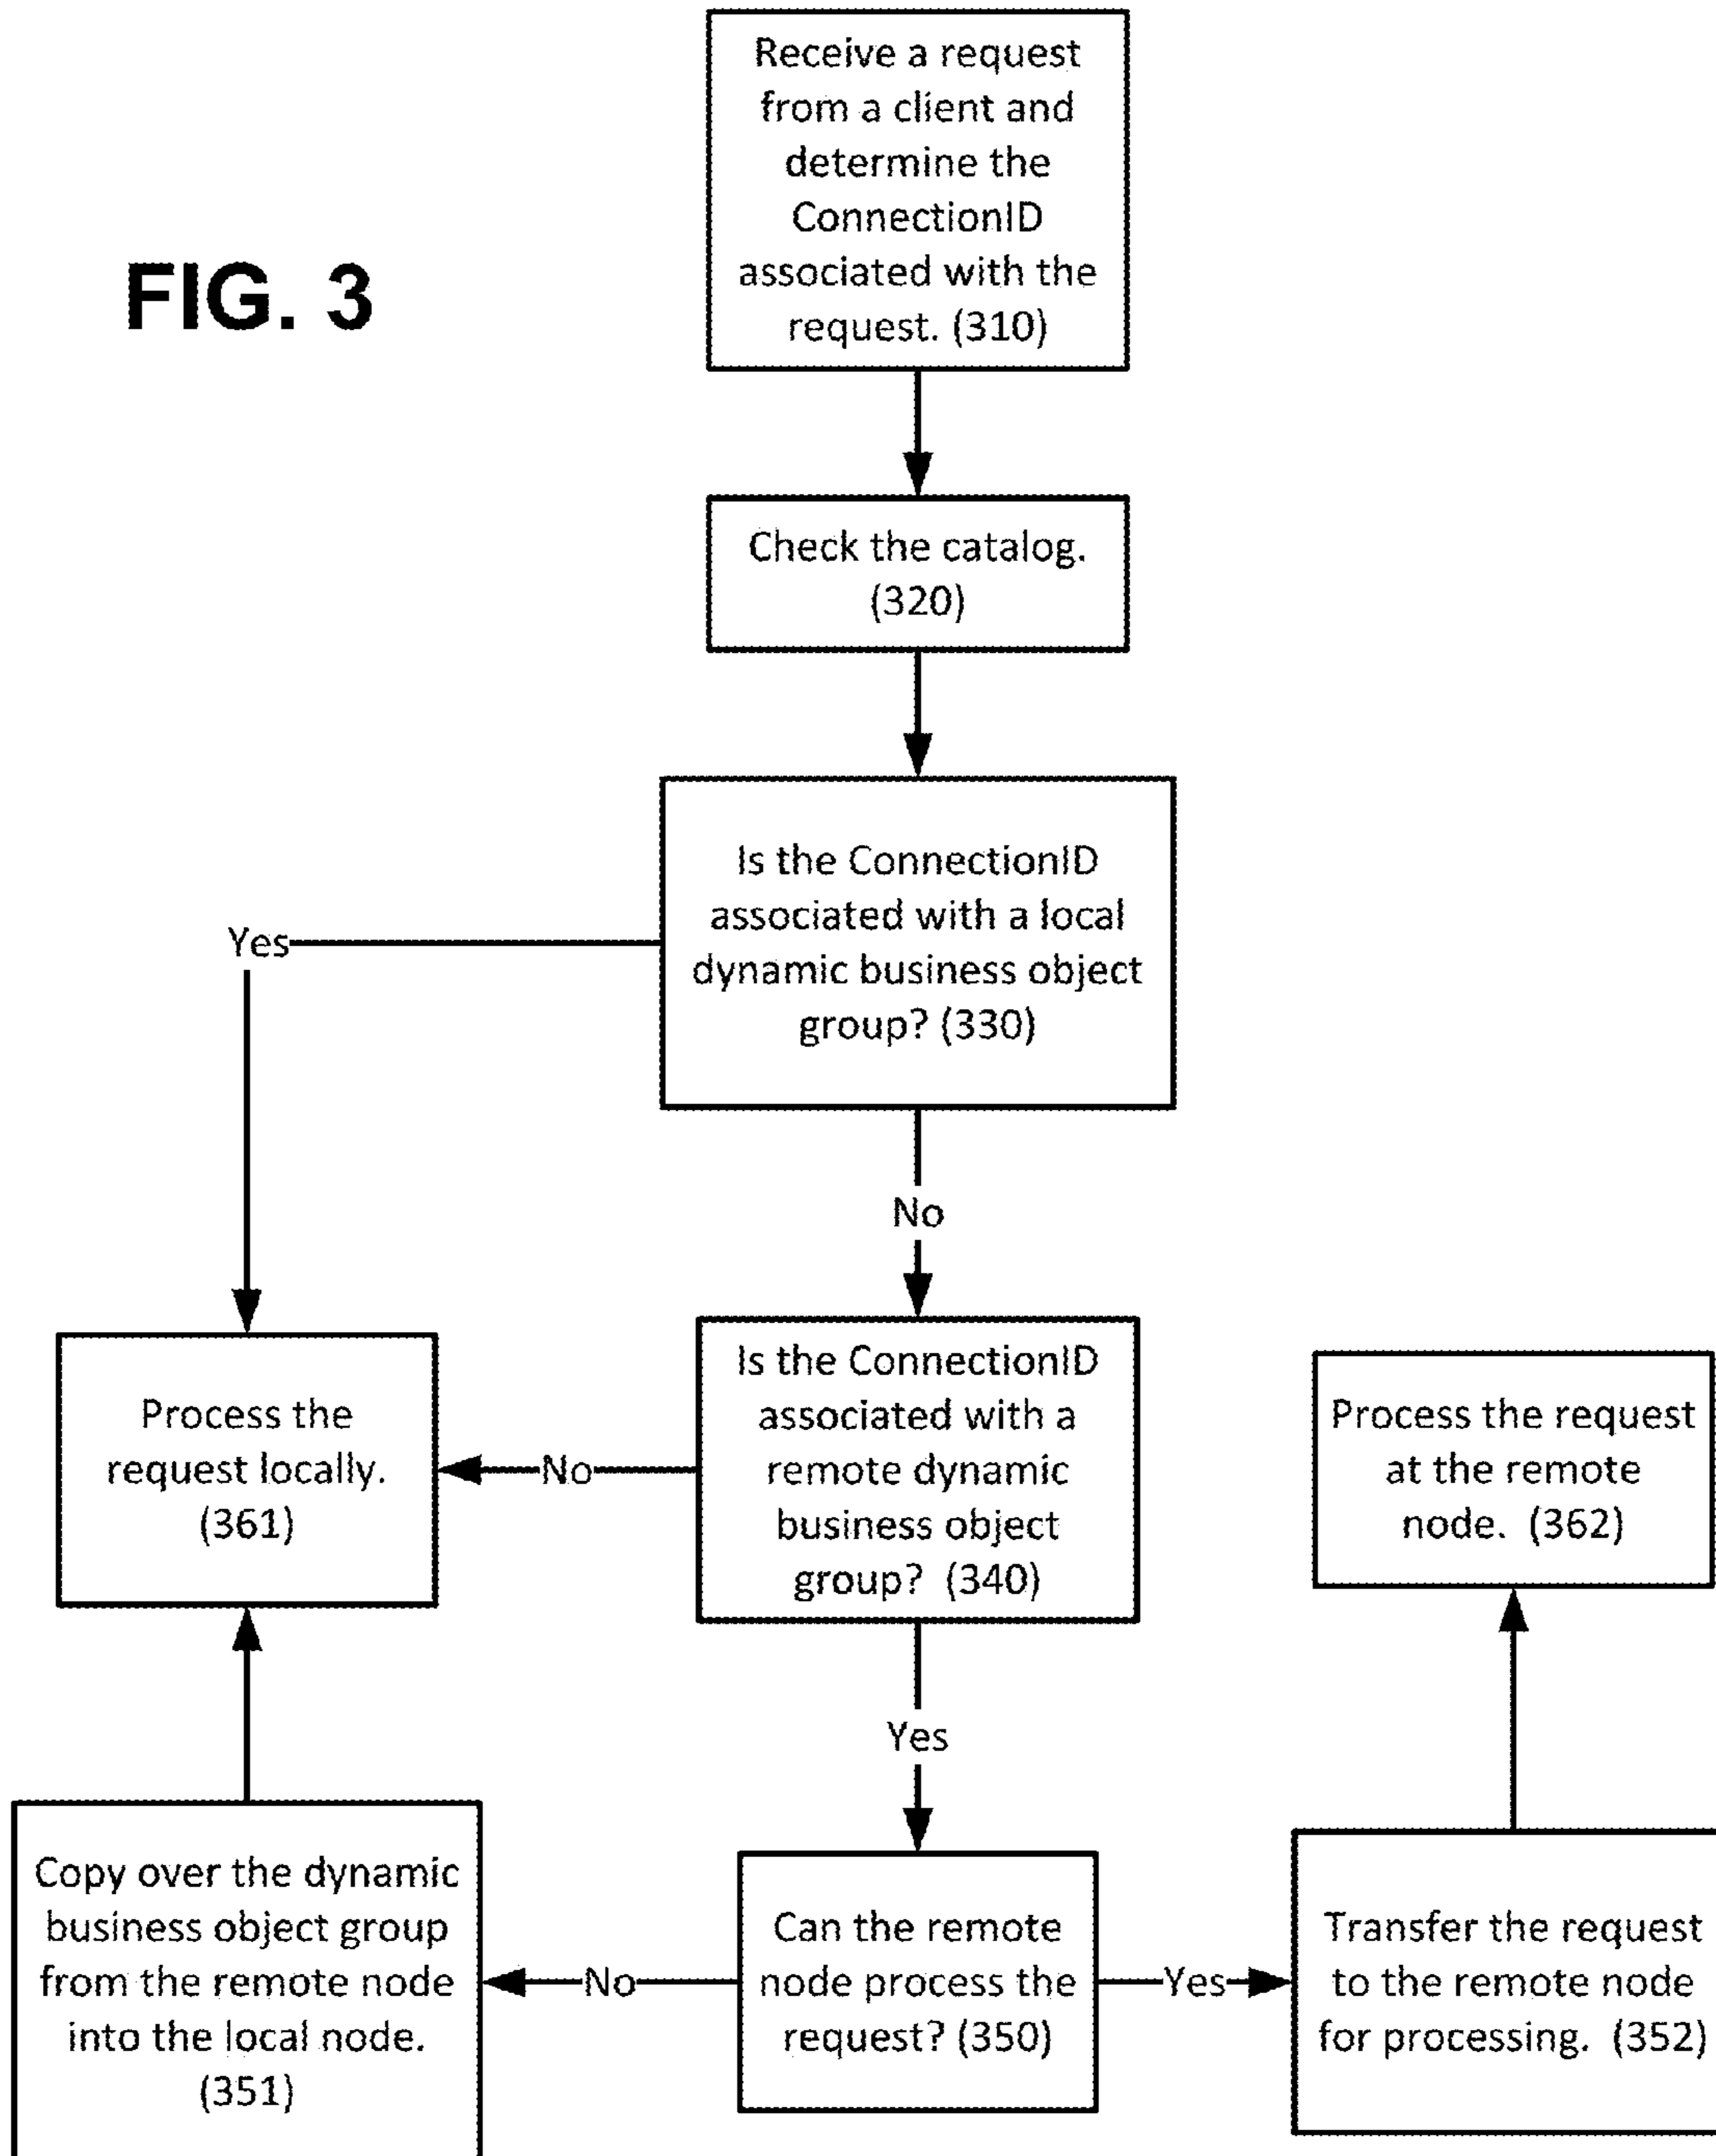 FIG. 3
Receive a request
from a client and
determine the
ConnectionID
associated with the
request. (310)
Check the catalog.
(320)
Is the ConnectionID
associated with a local
dynamic business object
group? (330)
Yes
No
Process the
request locally.
(361)
No
Is the ConnectionID
associated with a
remote dynamic
business object
group? (340)
Process the request
at the remote
node. (362)
Yes
Copy over the dynamic
business object group
from the remote node
into the local node.
(351)
No
Can the remote
node process the
request? (350)
Yes
Transfer the request
to the remote node
for processing. (352)